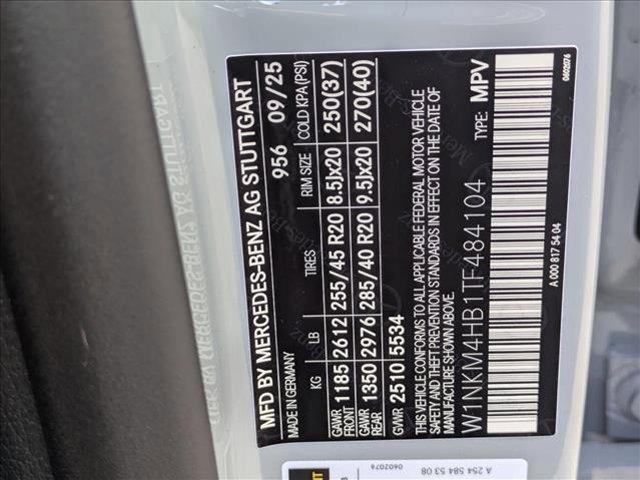 MFD BY MERCEDES-BENZ AG STUTTGART
MADE IN GERMANY 956 09/25
KG LB TIRES RIM SIZE COLD KPA(PSI)
GAWR FRONT 1185 2612 255/45 R20 8.5Jx20 250(37)
GAWR REAR 1350 2976 285/40 R20 9.5Jx20 270(40)
GVWR 2510 5534
THIS VEHICLE CONFORMS TO ALL APPLICABLE FEDERAL MOTOR VEHICLE
SAFETY AND THEFT PREVENTION STANDARDS IN EFFECT ON THE DATE OF
MANUFACTURE SHOWN ABOVE.
TYPE: MPV
W1NKM4HB1TF484104
A 000 817 54 04
0402076
A 254 584 53 08
0602076